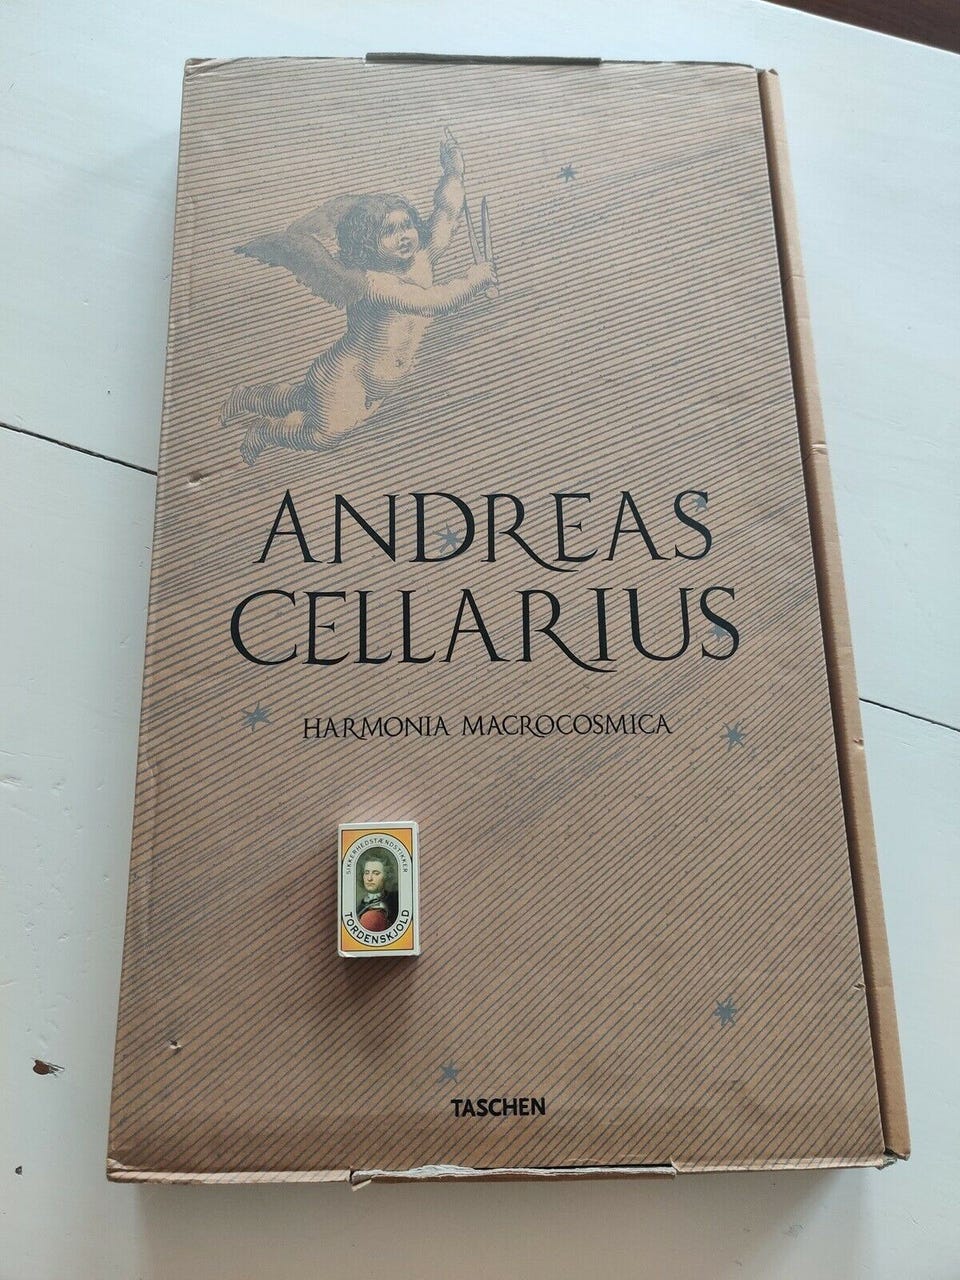 ANDREAS
CELLARIUS
HARMONIA MACROCOSMICA
SIKKERHEDSTÆNDSTIKKER
TORDENSKJOLD
TASCHEN